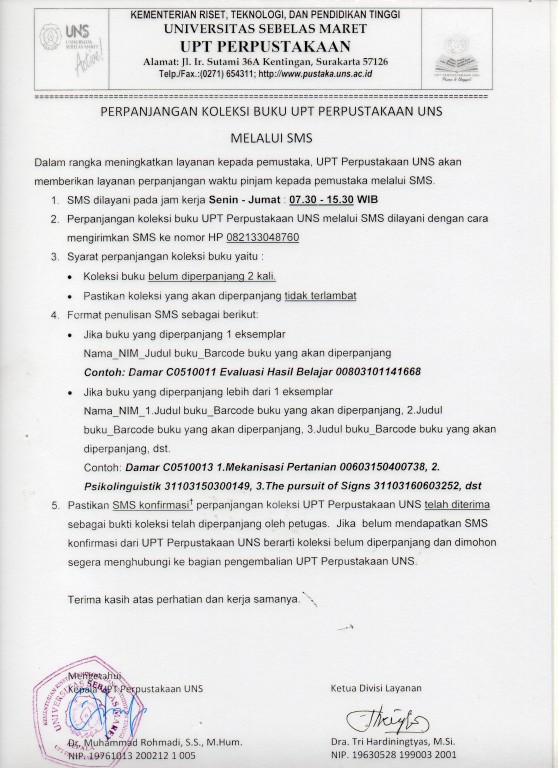 KEMENTERIAN RISET, TEKNOLOGI, DAN PENDIDIKAN TINGGI
UNIVERSITAS SEBELAS MARET
UPT PERPUSTAKAAN
Alamat: Jl. Ir. Sutami 36A Kentingan, Surakarta 57126
Telp./Fax.:(0271) 654311; http://www.pustaka.uns.ac.id
UNS
UNIVERSITAS
SEBELAS MARET
Active!
PERPANJANGAN KOLEKSI BUKU UPT PERPUSTAKAAN UNS
MELALUI SMS
Dalam rangka meningkatkan layanan kepada pemustaka, UPT Perpustakaan UNS akan
memberikan layanan perpanjangan waktu pinjam kepada pemustaka melalui SMS.
1. SMS dilayani pada jam kerja Senin - Jumat : 07.30 - 15.30 WIB
2. Perpanjangan koleksi buku UPT Perpustakaan UNS melalui SMS dilayani dengan cara
mengirimkan SMS ke nomor HP 082133048760
3. Syarat perpanjangan koleksi buku yaitu :
• Koleksi buku belum diperpanjang 2 kali.
• Pastikan koleksi yang akan diperpanjang tidak terlambat
4. Format penulisan SMS sebagai berikut:
• Jika buku yang diperpanjang 1 eksemplar
Nama_NIM_Judul buku_Barcode buku yang akan diperpanjang
Contoh: Damar C0510011 Evaluasi Hasil Belajar 00803101141668
• Jika buku yang diperpanjang lebih dari 1 eksemplar
Nama_NIM_1.Judul buku_Barcode buku yang akan diperpanjang, 2.Judul
buku_Barcode buku yang akan diperpanjang, 3.Judul buku_Barcode buku yang akan
diperpanjang, dst.
Contoh: Damar C0510013 1.Mekanisasi Pertanian 00603150400738, 2.
Psikolinguistik 31103150300149, 3.The pursuit of Signs 31103160603252, dst
5. Pastikan SMS konfirmasi† perpanjangan koleksi UPT Perpustakaan UNS telah diterima
sebagai bukti koleksi telah diperpanjang oleh petugas. Jika belum mendapatkan SMS
konfirmasi dari UPT Perpustakaan UNS berarti koleksi belum diperpanjang dan dimohon
segera menghubungi ke bagian pengembalian UPT Perpustakaan UNS.
Terima kasih atas perhatian dan kerja samanya.
Mengetahui
Kepala UPT Perpustakaan UNS
Dr. Muhammad Rohmadi, S.S., M.Hum.
NIP. 19761013 200212 1 005
Ketua Divisi Layanan
Dra. Tri Hardiningtyas, M.Si.
NIP. 19630528 199003 2001
UNIVERSITAS SEBELAS MARET